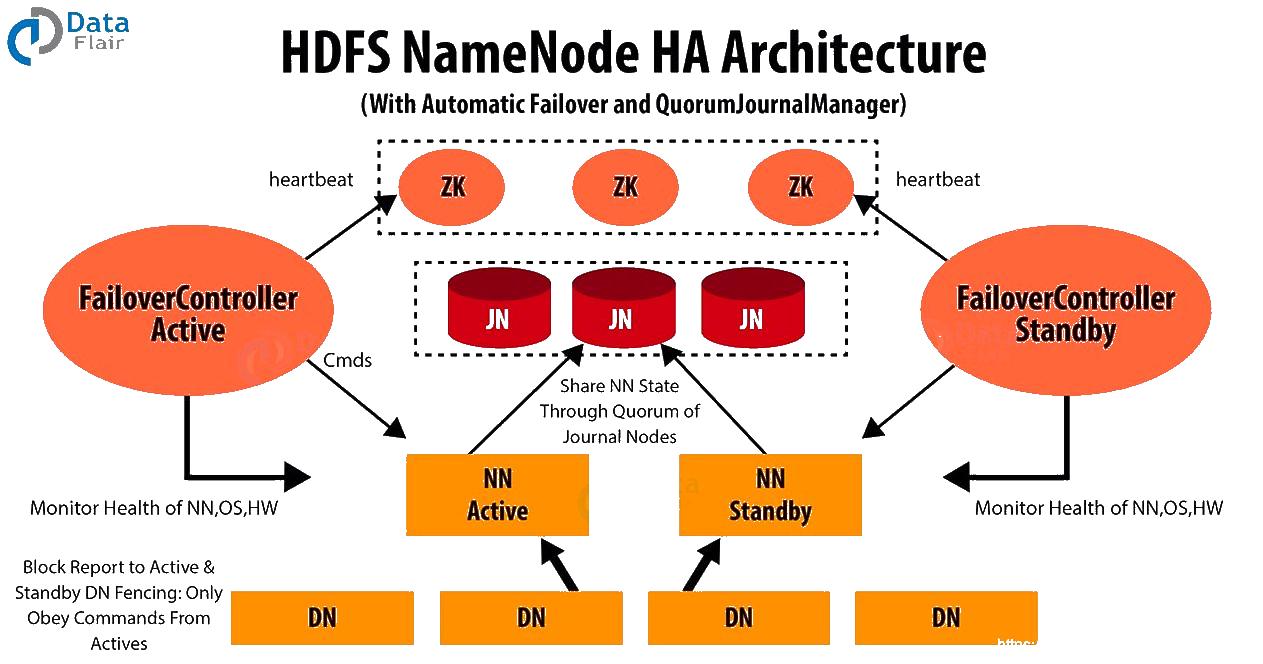 Data
Flair
HDFS NameNode HA Architecture
(With Automatic Failover and QuorumJournalManager)
heartbeat
ZK
ZK
ZK
heartbeat
FailoverController
Active
JN
JN
JN
FailoverController
Standby
Cmds
Share NN State
Through Quorum of
Journal Nodes
NN
Active
NN
Standby
Monitor Health of NN,OS,HW
Monitor Health of NN,OS,HW
Block Report to Active &
Standby DN Fencing: Only
Obey Commands From
Actives
DN
DN
DN
DN